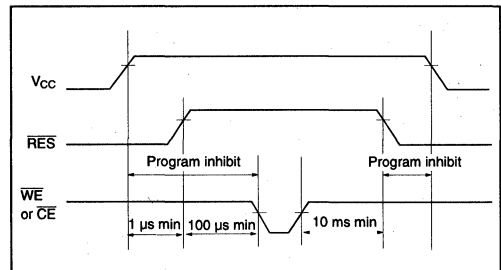 VCC
RES
Program inhibit Program inhibit
WE
or CE
1 µs min 100 µs min 10 ms min